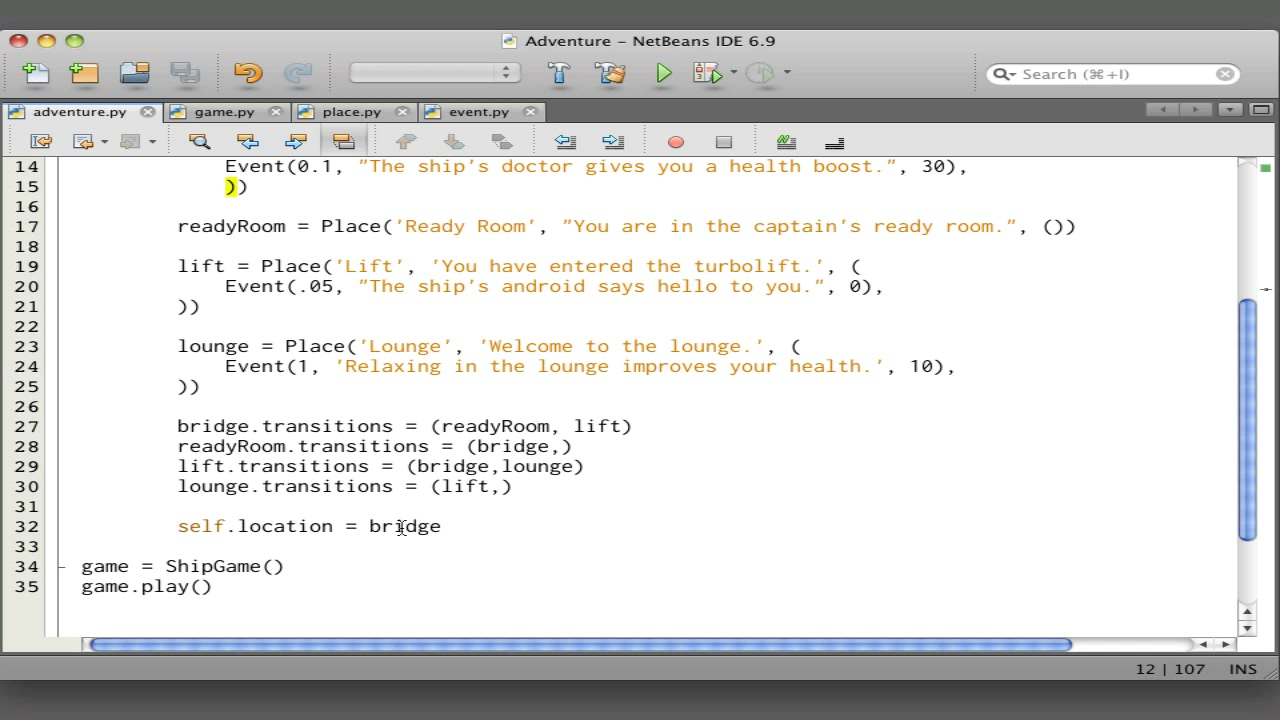 Adventure – NetBeans IDE 6.9
Search (⌘+I)
adventure.py game.py place.py event.py
14 Event(0.1, "The ship's doctor gives you a health boost.", 30),
15 ))
16
17 readyRoom = Place('Ready Room', "You are in the captain's ready room.", ())
18
19 lift = Place('Lift', 'You have entered the turbolift.', (
20 Event(.05, "The ship's android says hello to you.", 0),
21 ))
22
23 lounge = Place('Lounge', 'Welcome to the lounge.', (
24 Event(1, 'Relaxing in the lounge improves your health.', 10),
25 ))
26
27 bridge.transitions = (readyRoom, lift)
28 readyRoom.transitions = (bridge,)
29 lift.transitions = (bridge,lounge)
30 lounge.transitions = (lift,)
31
32 self.location = bridge
33
34 game = ShipGame()
35 game.play()
12 | 107 INS